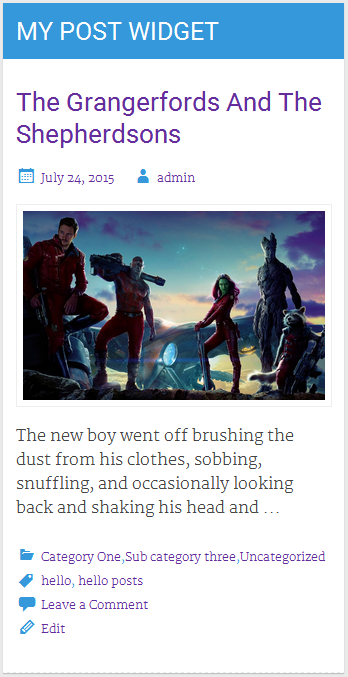 MY POST WIDGET
The Grangerfords And The
Shepherdsons
July 24, 2015 admin
The new boy went off brushing the
dust from his clothes, sobbing,
snuffling, and occasionally looking
back and shaking his head and …
Category One,Sub category three,Uncategorized
hello, hello posts
Leave a Comment
Edit